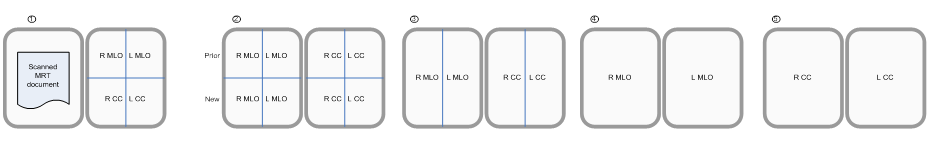 ① ② ③ ④ ⑤
Scanned
MRT
document
R MLO L MLO
R CC L CC
Prior R MLO L MLO R CC L CC
New R MLO L MLO R CC L CC
R MLO L MLO R CC L CC
R MLO L MLO
R CC L CC